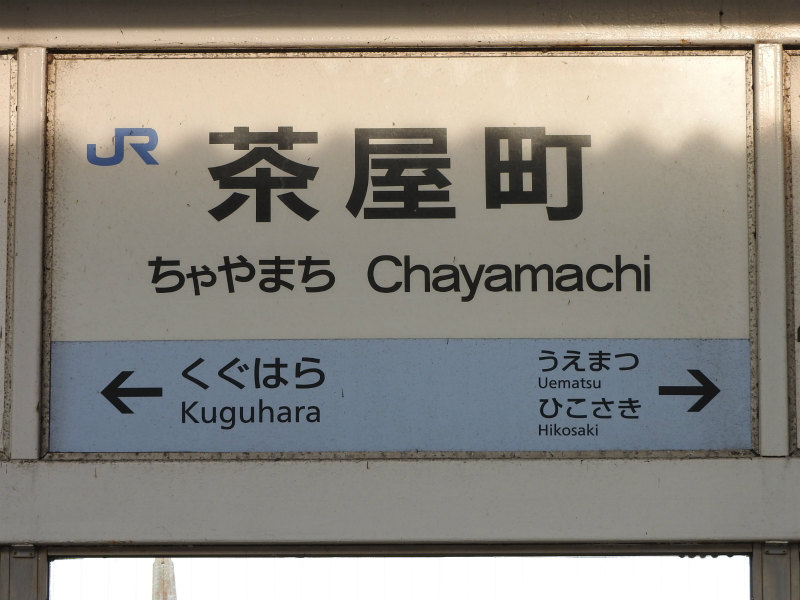 JR 茶屋町
ちゃやまち Chayamachi
← くぐはら
Kuguhara
うえまつ →
Uematsu
ひこさき
Hikosaki